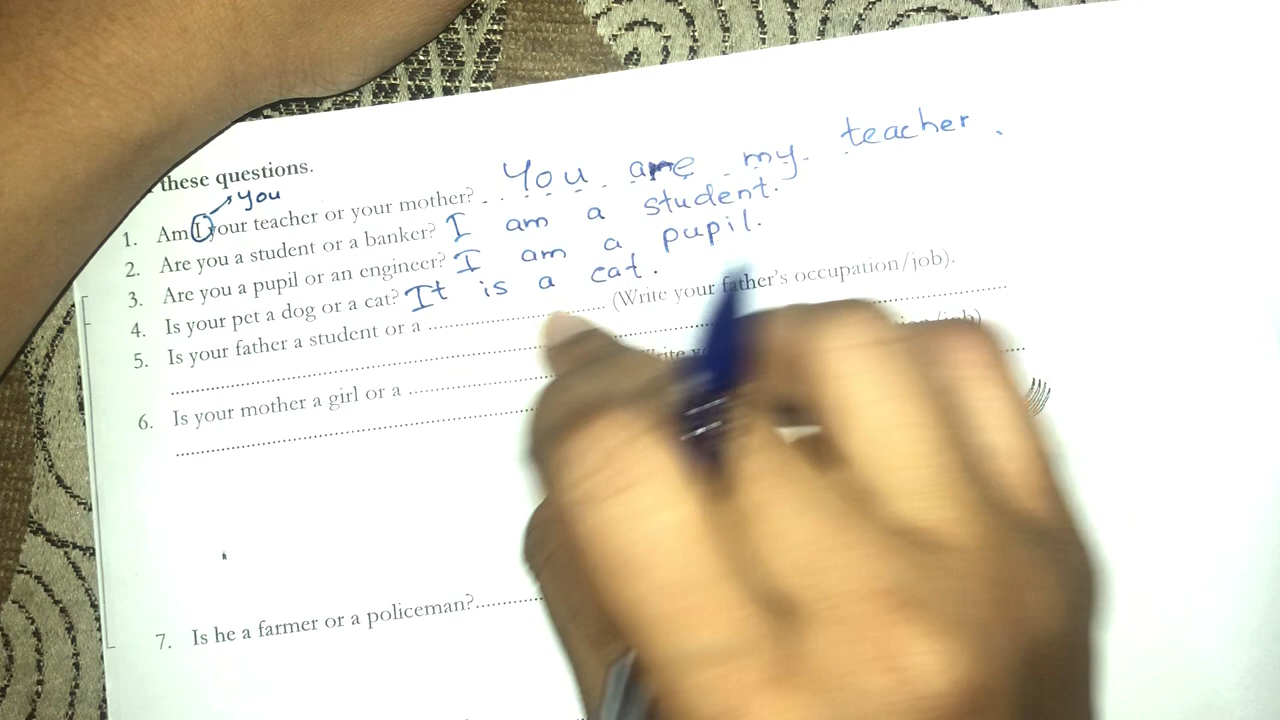 these questions.
you
1. Am I your teacher or your mother? You are my teacher.
2. Are you a student or a banker? I am a student.
3. Are you a pupil or an engineer? I am a pupil.
4. Is your pet a dog or a cat? It is a cat.
5. Is your father a student or a .................... (Write your father's occupation/job).
6. Is your mother a girl or a ....................
7. Is he a farmer or a policeman?............